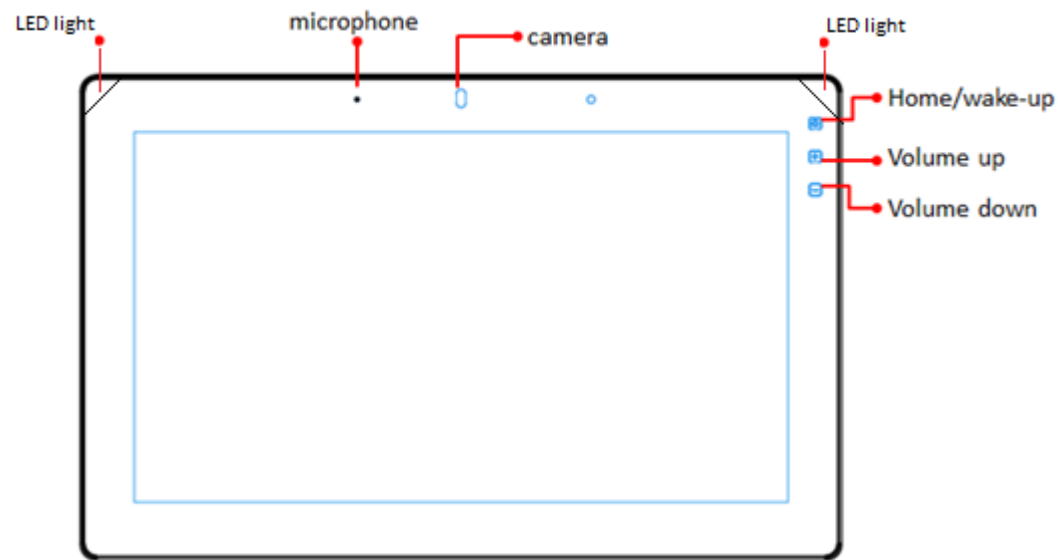 LED light
microphone
camera
LED light
Home/wake-up
Volume up
Volume down